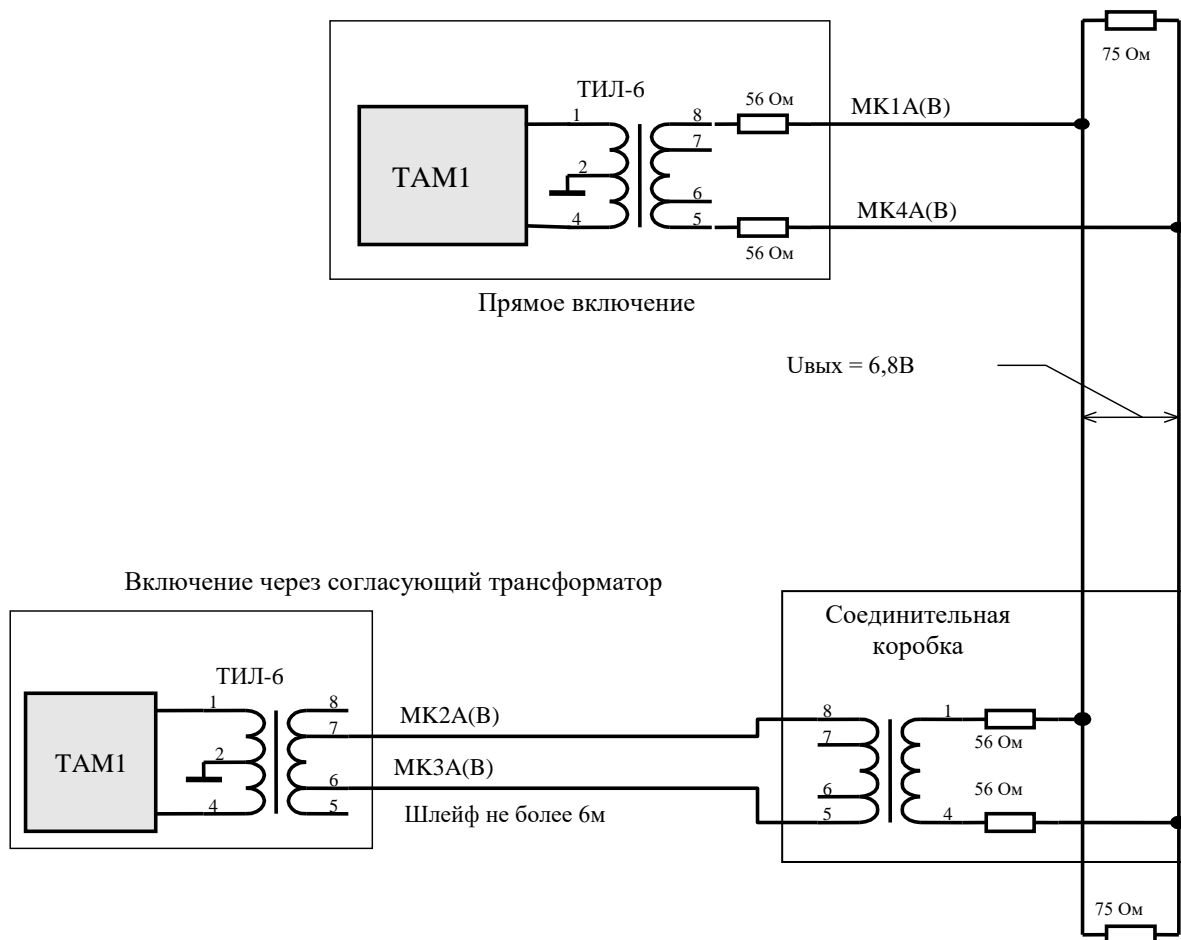 75 Ом
ТИЛ-6
56 Ом
МК1А(В)
1
8
7
ТАМ1
2
6
МК4А(В)
4
5
56 Ом
Прямое включение
Uвых = 6,8В
Включение через согласующий трансформатор
Соединительная
коробка
ТИЛ-6
1
8
МК2А(В)
8
1
7
7
56 Ом
ТАМ1
2
МК3А(В)
6
6
56 Ом
4
5
Шлейф не более 6м
5
4
75 Ом